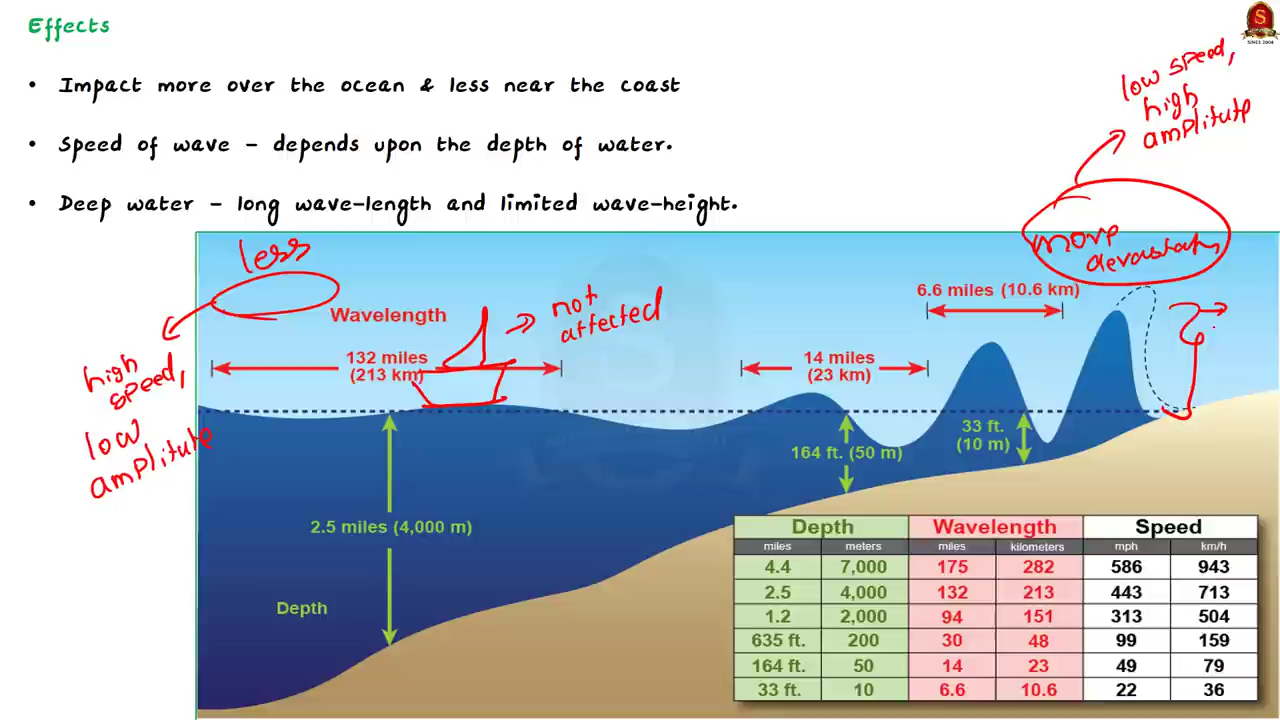 Effects
SINCE 2004
low speed,
high
amplitute
• Impact more over the ocean & less near the coast
• Speed of wave – depends upon the depth of water.
• Deep water – long wave-length and limited wave-height.
less
more
not
affected
6.6 miles (10.6 km)
Wavelength
132 miles
(213 km)
14 miles
(23 km)
high
speed,
low
amplitute
33 ft.
(10 m)
164 ft. (50 m)
2.5 miles (4,000 m)
Depth
Depth Wavelength Speed
miles meters miles kilometers mph km/h
4.4 7,000 175 282 586 943
2.5 4,000 132 213 443 713
1.2 2,000 94 151 313 504
635 ft. 200 30 48 99 159
164 ft. 50 14 23 49 79
33 ft. 10 6.6 10.6 22 36